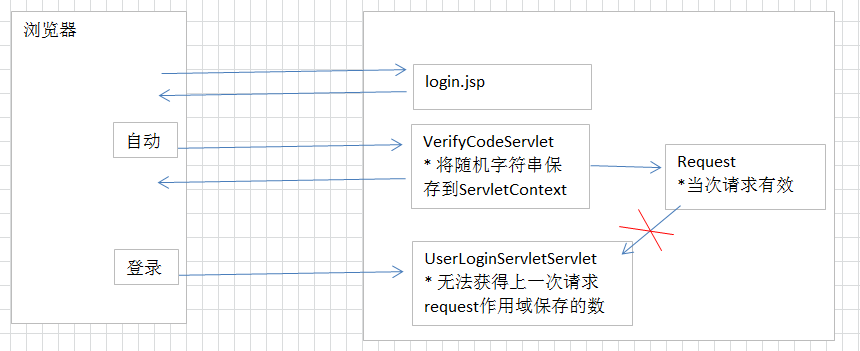 浏览器
login.jsp
自动
VerifyCodeServlet
* 将随机字符串保
存到ServletContext
Request
*当次请求有效
登录
UserLoginServletServlet
* 无法获得上一次请求
request作用域保存的数